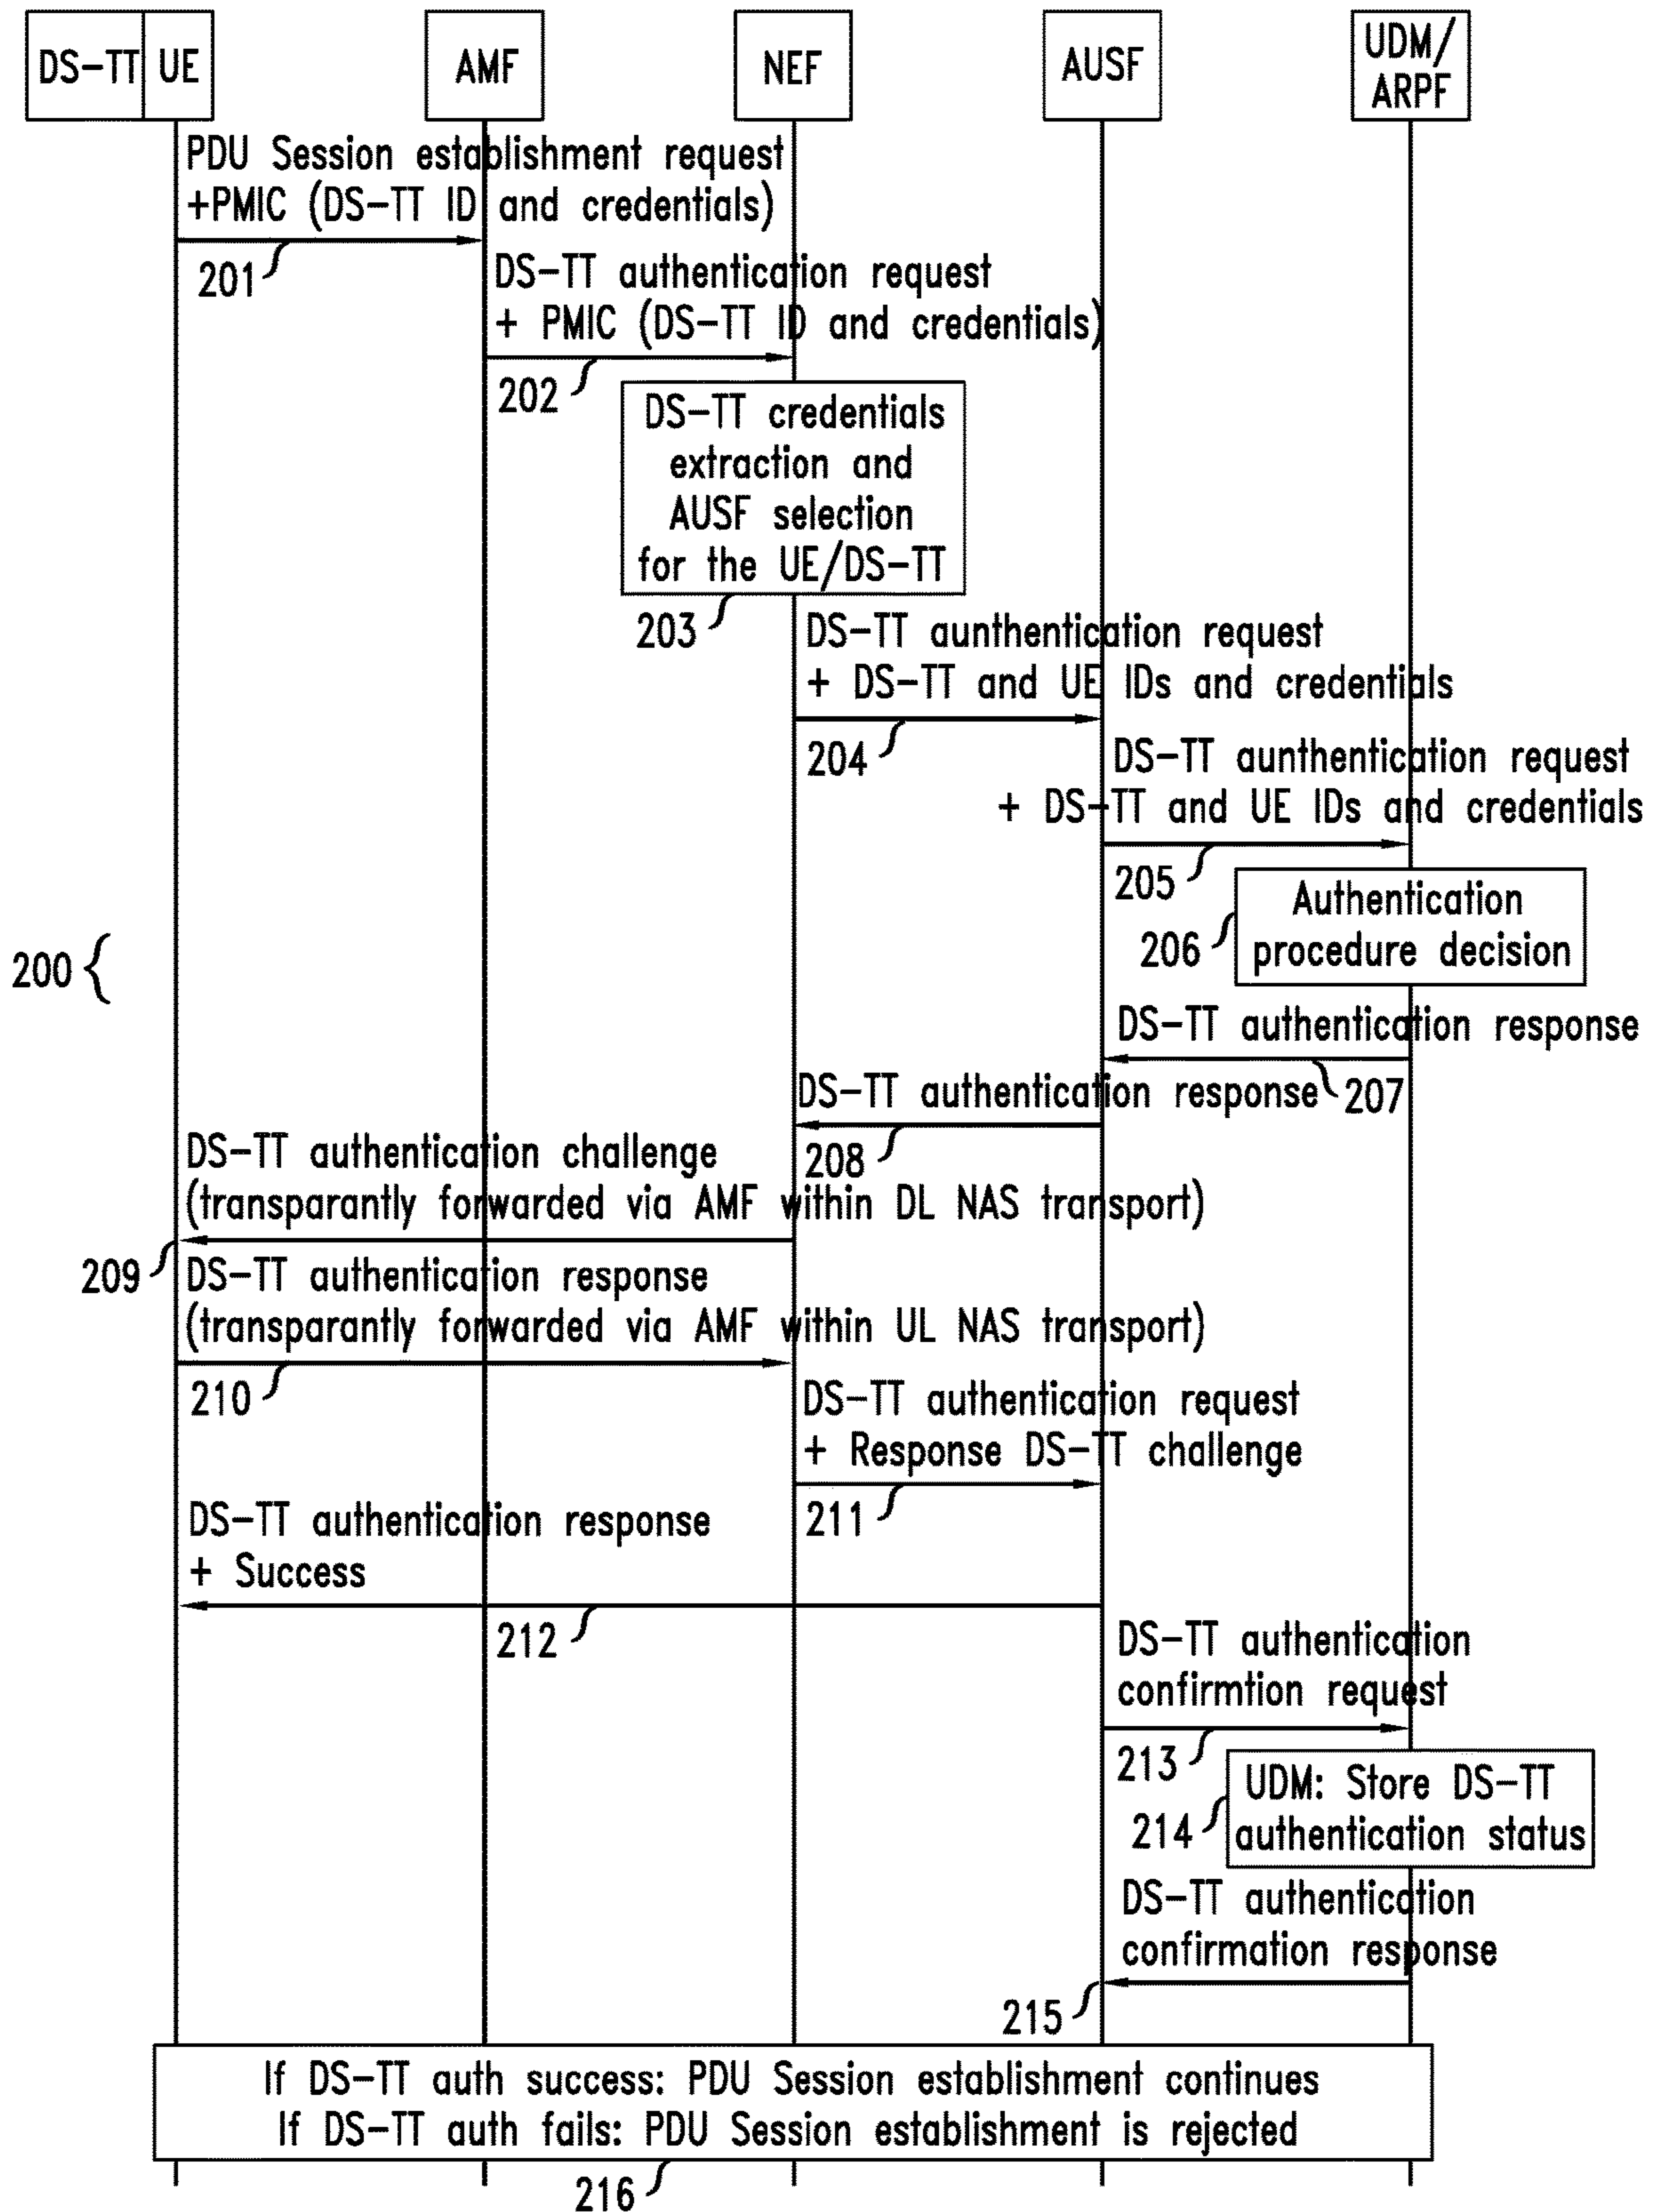 DS-TT UE
AMF
NEF
AUSF
UDM/
ARPF
PDU Session establishment request
+PMIC (DS-TT ID and credentials)
201
DS-TT authentication request
+ PMIC (DS-TT ID and credentials)
202
DS-TT credentials
extraction and
AUSF selection
for the UE/DS-TT
203
DS-TT aunthentication request
+ DS-TT and UE IDs and credentials
204
DS-TT aunthentication request
+ DS-TT and UE IDs and credentials
205
Authentication
procedure decision
206
200
DS-TT authentication response
207
DS-TT authentication response
208
DS-TT authentication challenge
(transparantly forwarded via AMF within DL NAS transport)
209
DS-TT authentication response
(transparantly forwarded via AMF within UL NAS transport)
210
DS-TT authentication request
+ Response DS-TT challenge
211
DS-TT authentication response
+ Success
212
DS-TT authentication
confirmtion request
213
UDM: Store DS-TT
authentication status
214
DS-TT authentication
confirmation response
215
If DS-TT auth success: PDU Session establishment continues
If DS-TT auth fails: PDU Session establishment is rejected
216